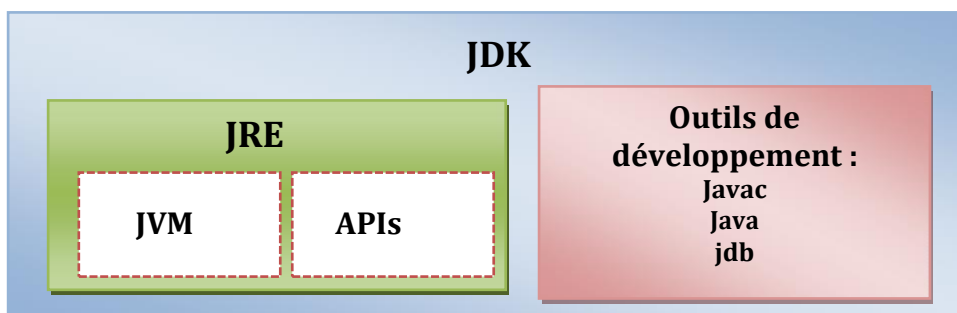 JDK
JRE
JVM
APIs
Outils de
développement :
Javac
Java
jdb